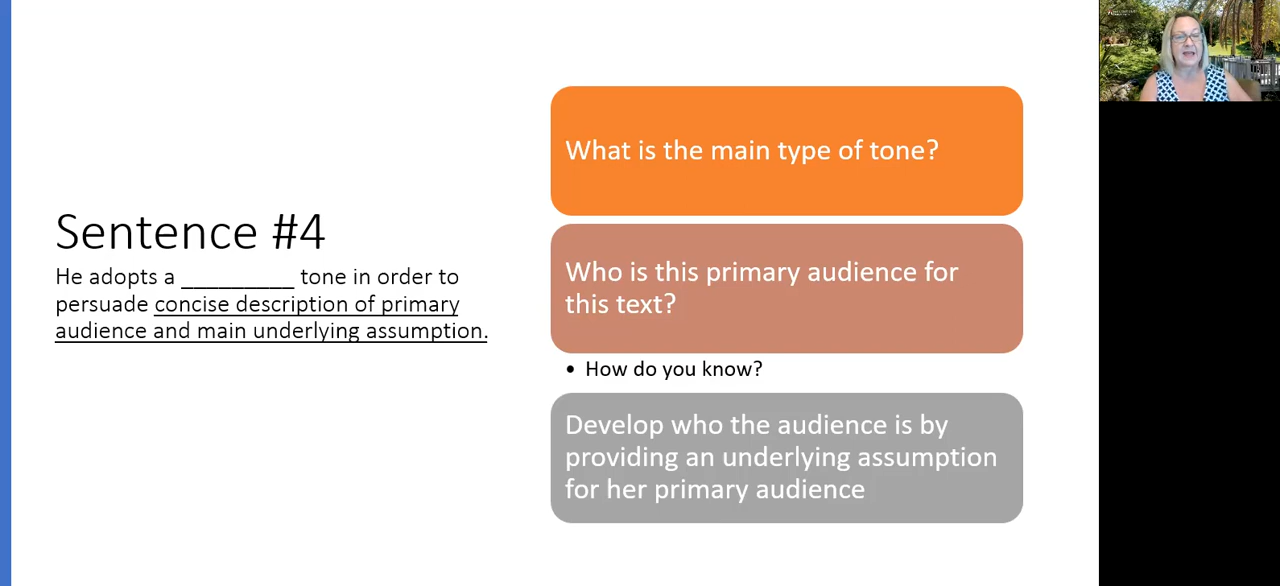 Sentence #4
He adopts a _________ tone in order to
persuade concise description of primary
audience and main underlying assumption.
What is the main type of tone?
Who is this primary audience for
this text?
• How do you know?
Develop who the audience is by
providing an underlying assumption
for her primary audience